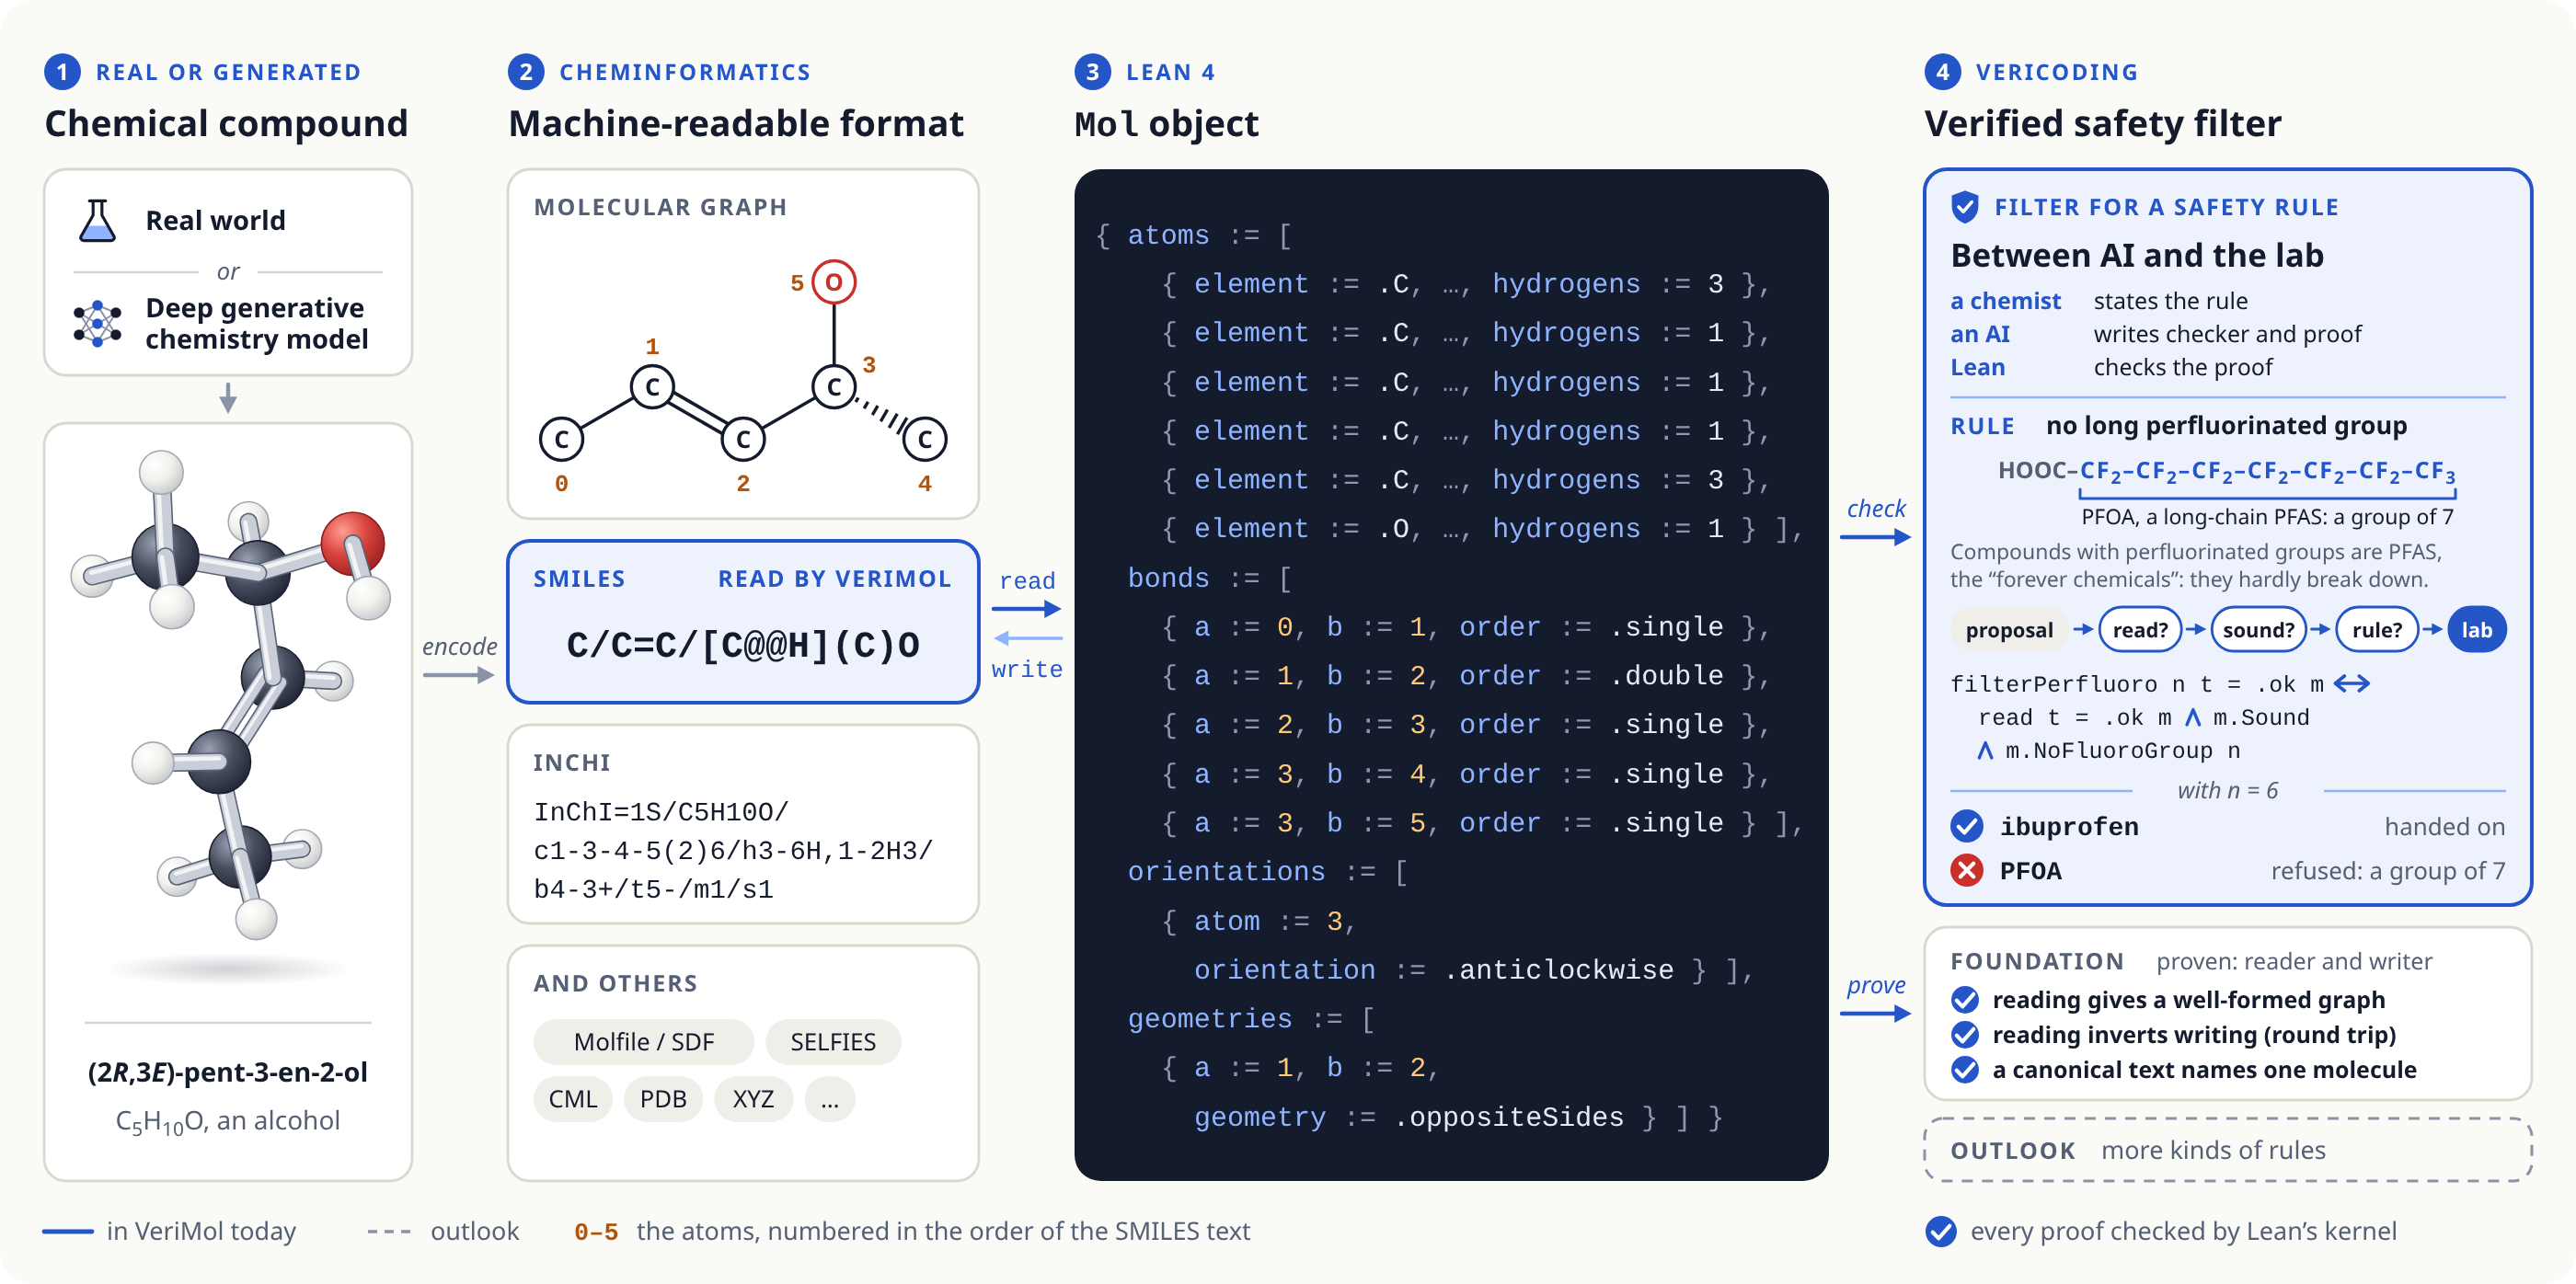 1 REAL OR GENERATED
Chemical compound
Real world
or
Deep generative
chemistry model
(2R,3E)-pent-3-en-2-ol
C₅H₁₀O, an alcohol
encode
2 CHEMINFORMATICS
Machine-readable format
MOLECULAR GRAPH
5 O
1
C C 3
C C C
0 2 4
SMILES READ BY VERIMOL
C/C=C/[C@@H](C)O
INCHI
InChI=1S/C5H10O/
c1-3-4-5(2)6/h3-6H,1-2H3/
b4-3+/t5-/m1/s1
AND OTHERS
Molfile / SDF SELFIES
CML PDB XYZ ...
read
write
3 LEAN 4
Mol object
{ atoms := [
{ element := .C, …, hydrogens := 3 },
{ element := .C, …, hydrogens := 1 },
{ element := .C, …, hydrogens := 1 },
{ element := .C, …, hydrogens := 1 },
{ element := .C, …, hydrogens := 3 },
{ element := .O, …, hydrogens := 1 } ],
bonds := [
{ a := 0, b := 1, order := .single },
{ a := 1, b := 2, order := .double },
{ a := 2, b := 3, order := .single },
{ a := 3, b := 4, order := .single },
{ a := 3, b := 5, order := .single } ],
orientations := [
{ atom := 3,
orientation := .anticlockwise } ],
geometries := [
{ a := 1, b := 2,
geometry := .oppositeSides } ] }
check
prove
4 VERICODING
Verified safety filter
FILTER FOR A SAFETY RULE
Between AI and the lab
a chemist states the rule
an AI writes checker and proof
Lean checks the proof
RULE no long perfluorinated group
HOOC–CF₂–CF₂–CF₂–CF₂–CF₂–CF₂–CF₃
PFOA, a long-chain PFAS: a group of 7
Compounds with perfluorinated groups are PFAS,
the “forever chemicals”: they hardly break down.
proposal read? sound? rule? lab
filterPerfluoro n t = .ok m ↔
read t = .ok m ∧ m.Sound
∧ m.NoFluoroGroup n
with n = 6
ibuprofen handed on
PFOA refused: a group of 7
FOUNDATION proven: reader and writer
reading gives a well-formed graph
reading inverts writing (round trip)
a canonical text names one molecule
OUTLOOK more kinds of rules
in VeriMol today outlook 0–5 the atoms, numbered in the order of the SMILES text
every proof checked by Lean’s kernel